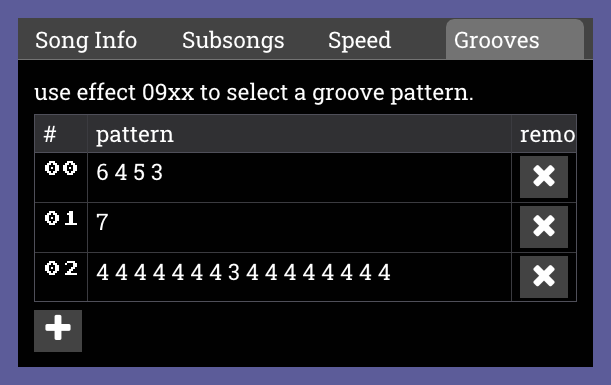 Song Info Subsongs Speed Grooves
use effect 09xx to select a groove pattern.
# pattern remo
00 6 4 5 3
01 7
02 4 4 4 4 4 4 4 3 4 4 4 4 4 4 4 4